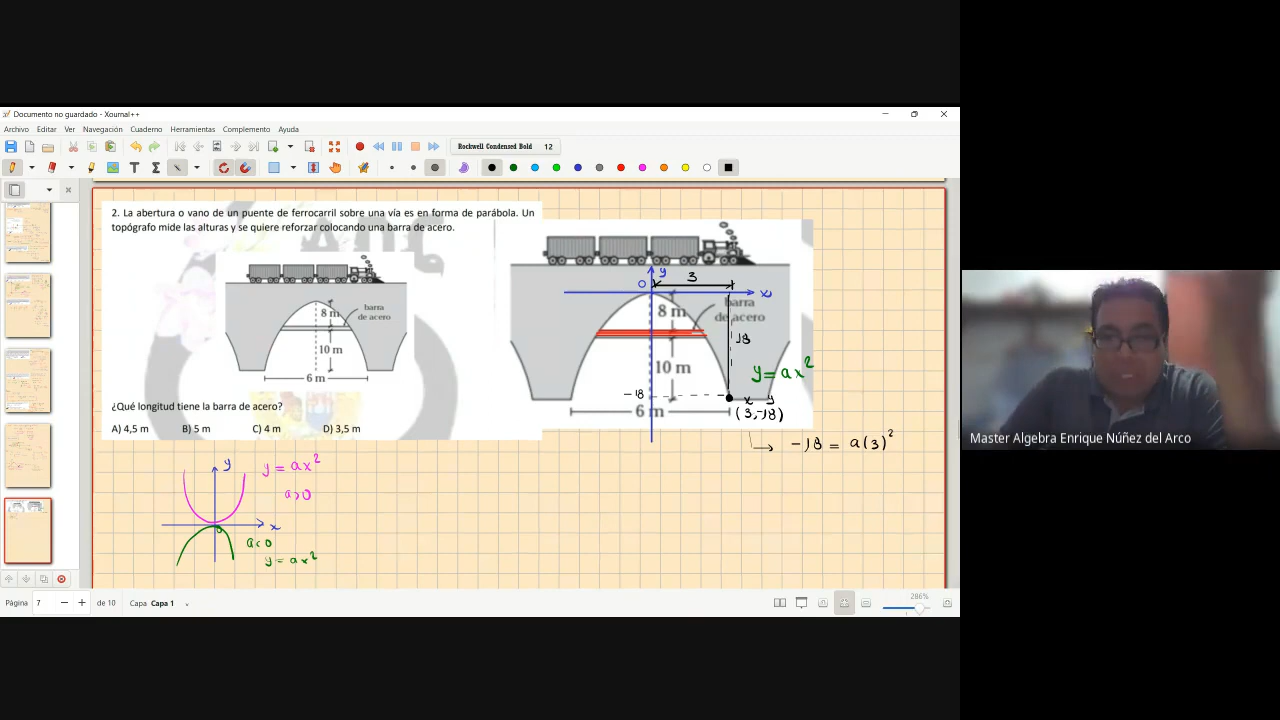 Documento no guardado - Xournal++
Archivo Editar Ver Navegación Cuaderno Herramientas Complemento Ayuda
Rockwell Condensed Bold 12
2. La abertura o vano de un puente de ferrocarril sobre una vía es en forma de parábola. Un
topógrafo mide las alturas y se quiere reforzar colocando una barra de acero.
8 m
barra
de acero
10 m
6 m
¿Qué longitud tiene la barra de acero?
A) 4,5 m B) 5 m C) 4 m D) 3,5 m
y
3
0
x
8 m
barra
de acero
18
10 m
y = ax²
-18
x y
6 m
(3,-18)
→ -18 = a(3)²
y
y = ax²
a>0
x
a<0
y = ax²
Master Algebra Enrique Núñez del Arco
Página 7 de 10 Capa Capa 1
286%